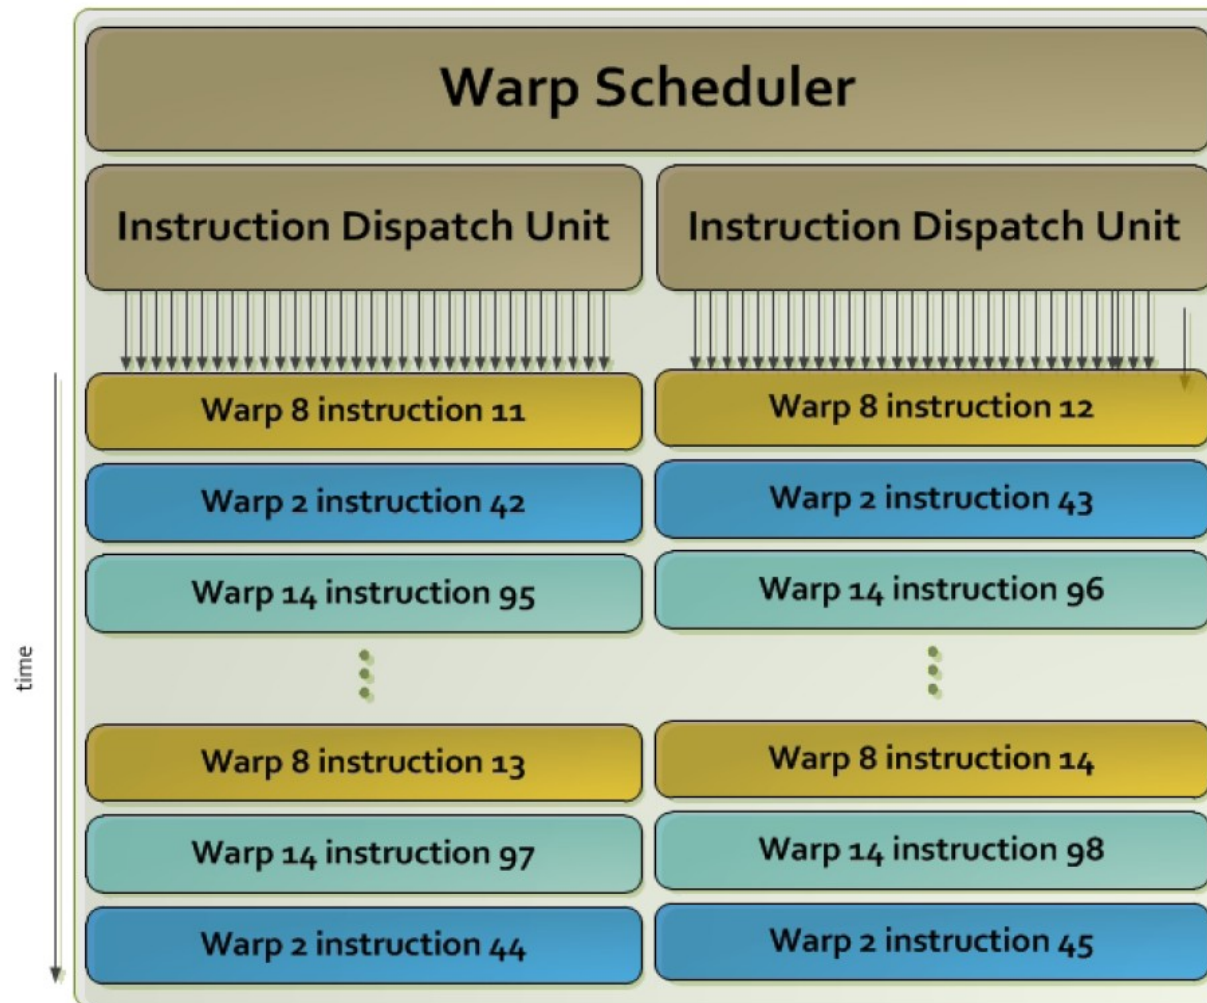 Warp Scheduler
Instruction Dispatch Unit
Instruction Dispatch Unit
Warp 8 instruction 11
Warp 8 instruction 12
Warp 2 instruction 42
Warp 2 instruction 43
Warp 14 instruction 95
Warp 14 instruction 96
time
Warp 8 instruction 13
Warp 8 instruction 14
Warp 14 instruction 97
Warp 14 instruction 98
Warp 2 instruction 44
Warp 2 instruction 45